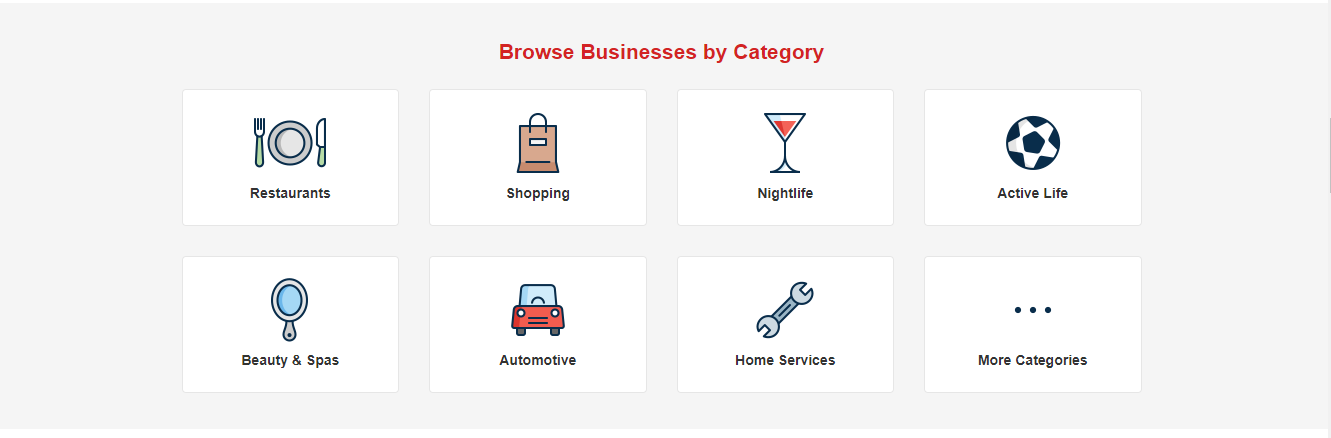 Browse Businesses by Category
Restaurants
Shopping
Nightlife
Active Life
Beauty & Spas
Automotive
Home Services
More Categories